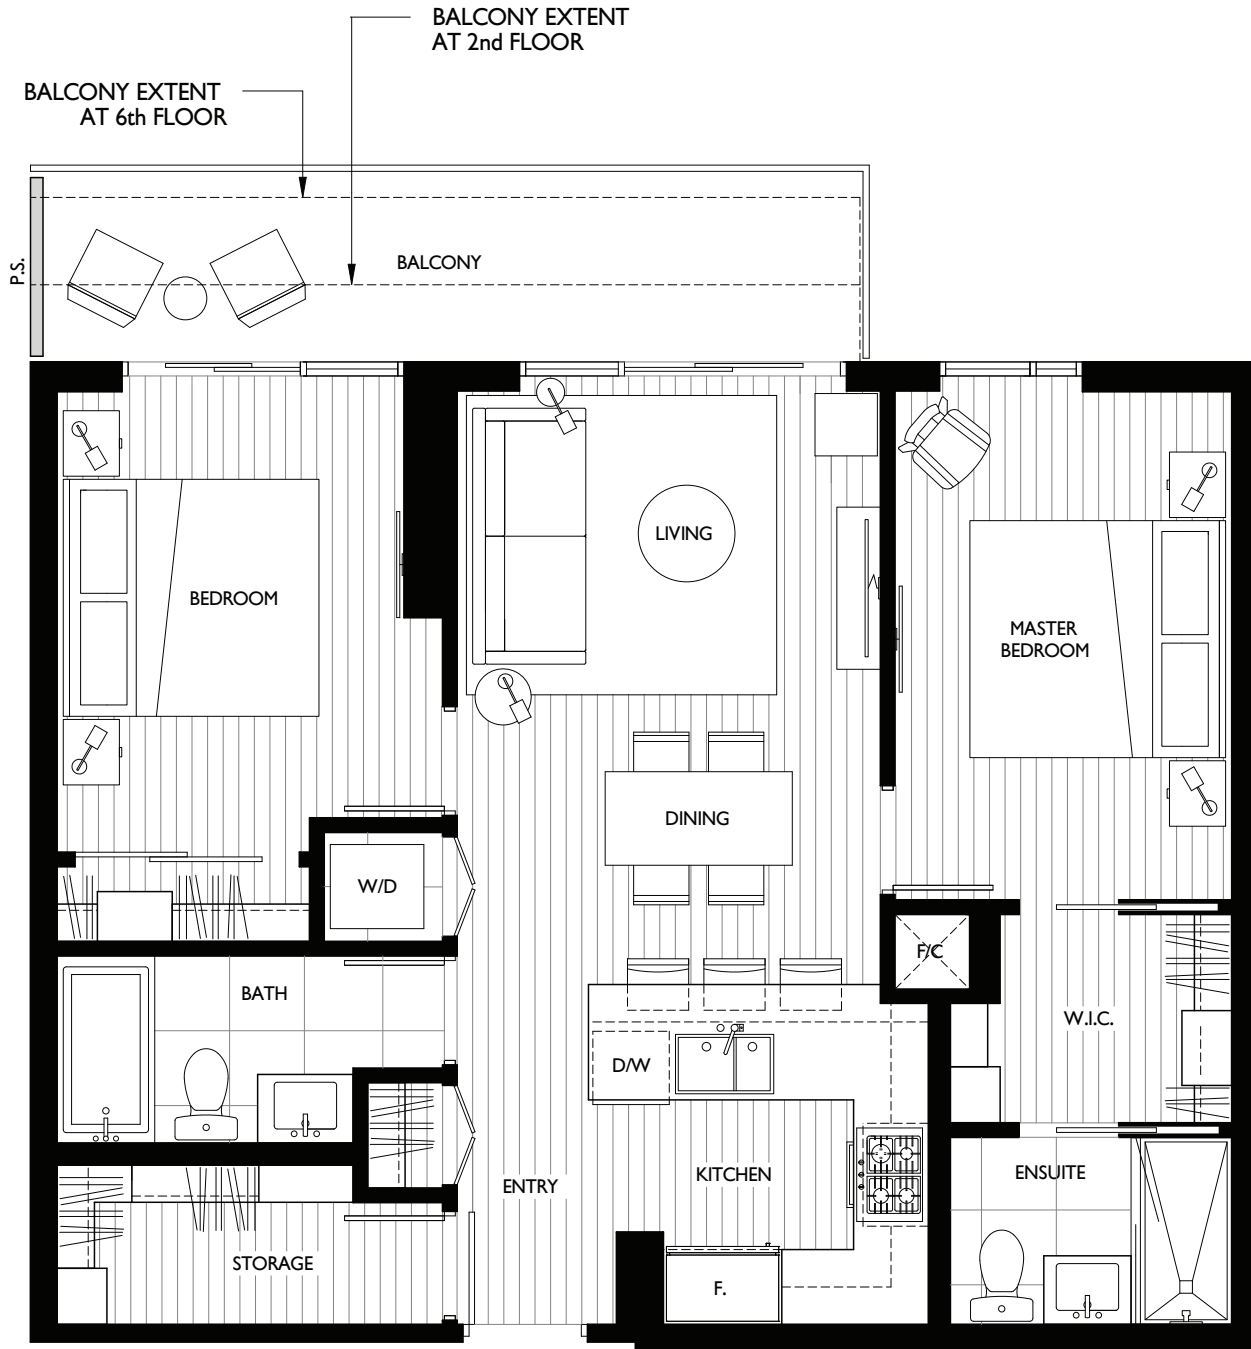 BALCONY EXTENT
AT 2nd FLOOR
BALCONY EXTENT
AT 6th FLOOR
P.S.
BALCONY
LIVING
BEDROOM
MASTER
BEDROOM
DINING
W/D
F/C
BATH
W.I.C.
D/W
KITCHEN
ENSUITE
ENTRY
STORAGE
F.